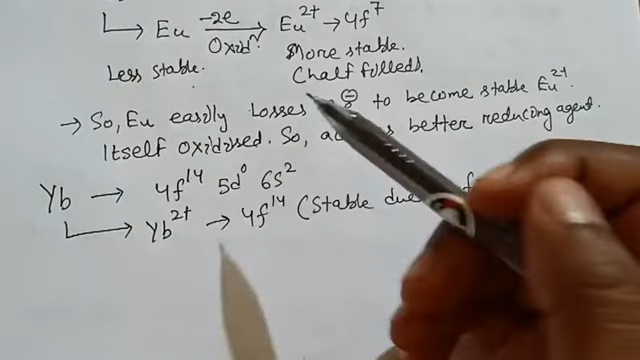 Eu -2e Eu2+ → 4f7
Oxidn
Less stable. More stable.
(half filled).
→ So, Eu easily Losses e⊖ to become stable Eu2+
Itself oxidised. So, better reducing agent.
Yb → 4f14 5d0 6s2
Yb2+ → 4f14 (Stable due